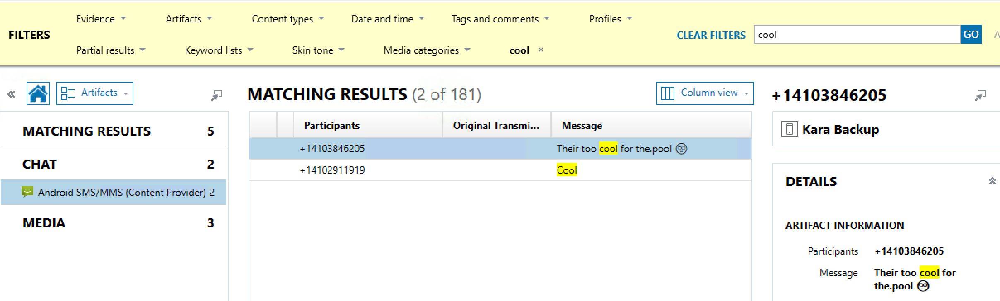 FILTERS
Evidence
Artifacts
Content types
Date and time
Tags and comments
Profiles
Partial results
Keyword lists
Skin tone
Media categories
cool ×
CLEAR FILTERS
cool
GO
A
«
Artifacts
MATCHING RESULTS 5
CHAT 2
Android SMS/MMS (Content Provider) 2
MEDIA 3
MATCHING RESULTS (2 of 181)
Column view
Participants Original Transmi... Message
+14103846205 Their too cool for the.pool 😎
+14102911919 Cool
+14103846205
Kara Backup
DETAILS
ARTIFACT INFORMATION
Participants +14103846205
Message Their too cool for
the.pool 😎